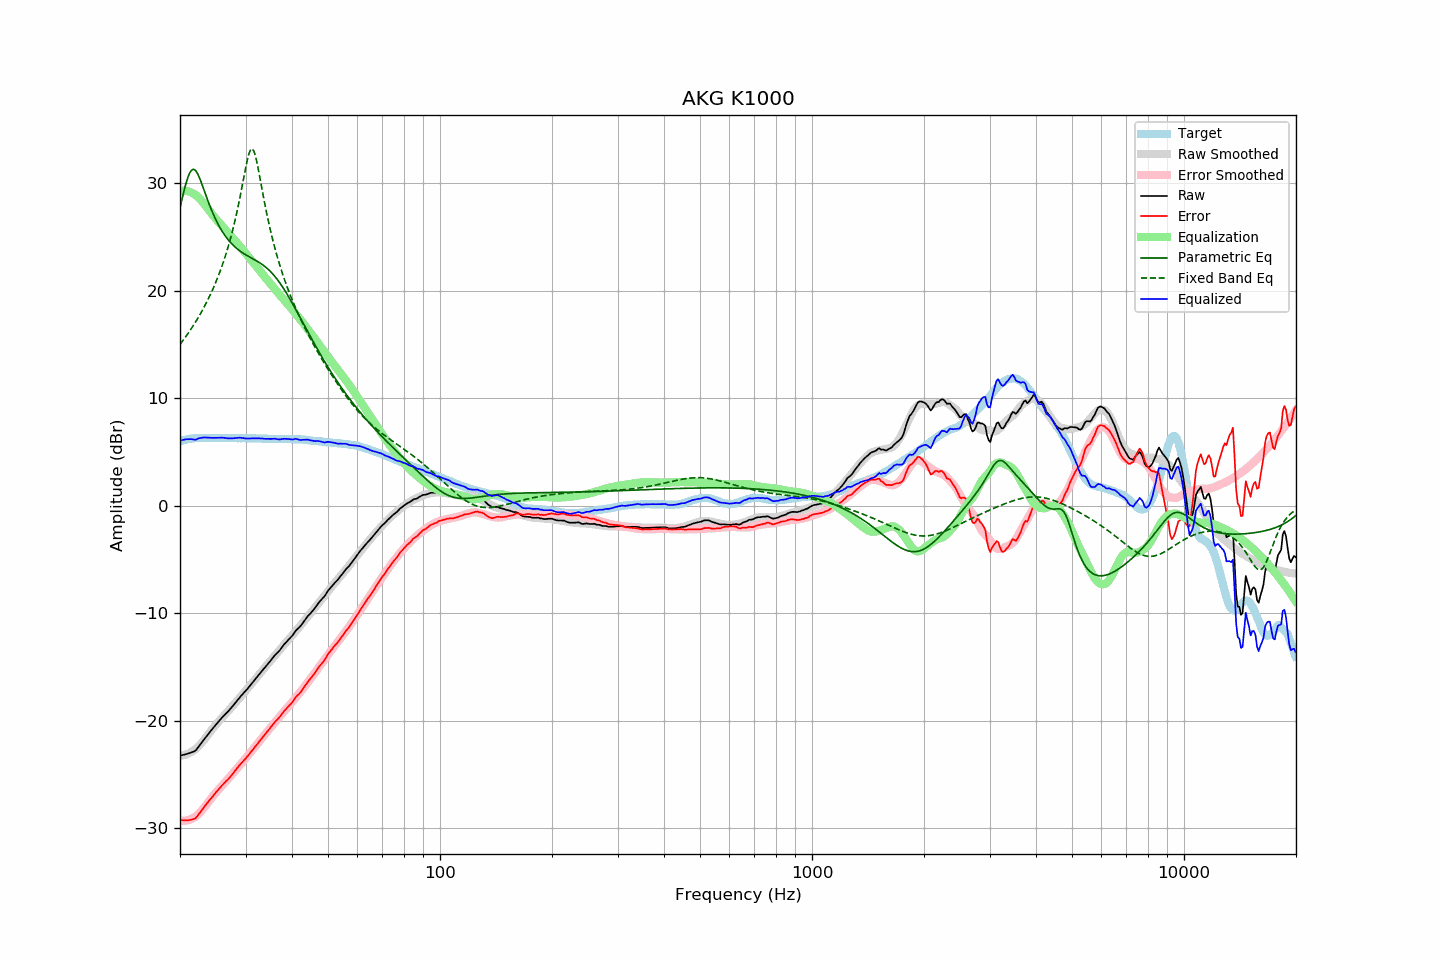 AKG K1000
Amplitude (dBr)
30
20
10
0
−10
−20
−30
Target
Raw Smoothed
Error Smoothed
Raw
Error
Equalization
Parametric Eq
Fixed Band Eq
Equalized
100
1000
10000
Frequency (Hz)